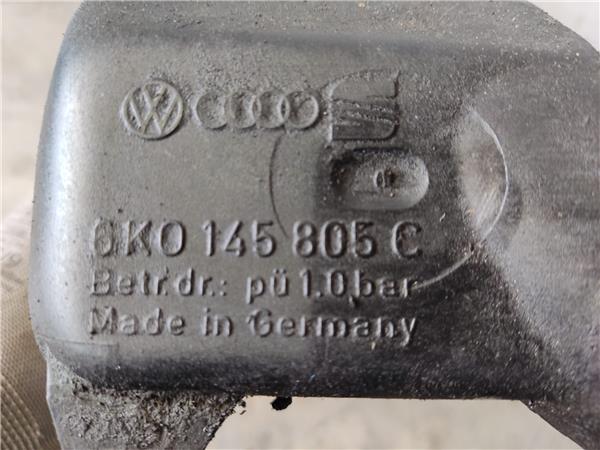 6K0 145 805 C
Betr.dr.: pü 1.0 bar
Made in Germany